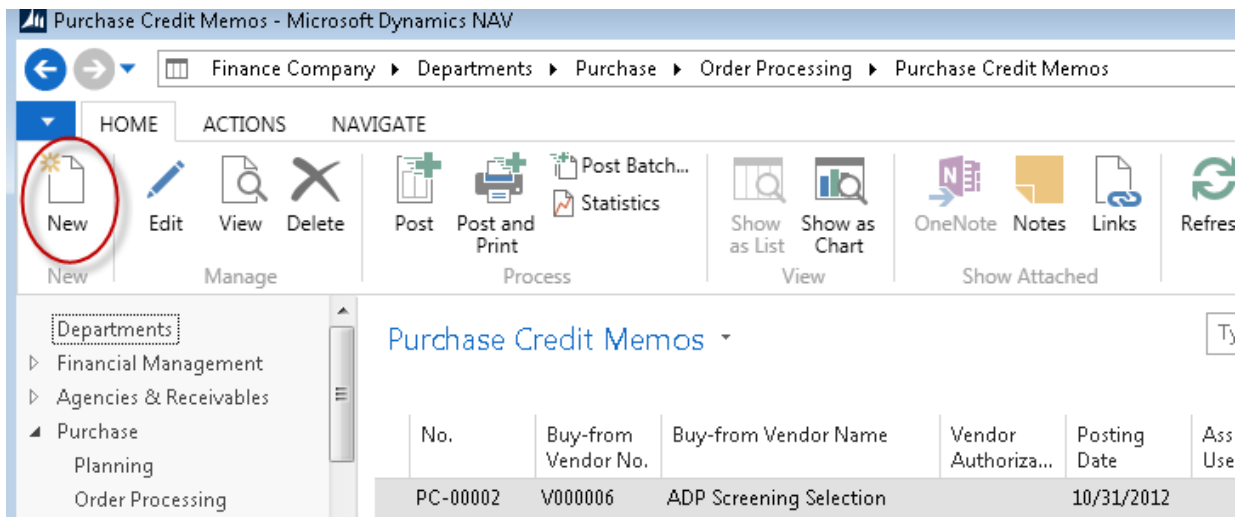 Purchase Credit Memos - Microsoft Dynamics NAV
Finance Company ▸ Departments ▸ Purchase ▸ Order Processing ▸ Purchase Credit Memos
HOME ACTIONS NAVIGATE
New Edit View Delete Post Post and Print Post Batch... Statistics Show as List Show as Chart OneNote Notes Links Refres
New Manage Process View Show Attached
Departments
Purchase Credit Memos
Ty
Financial Management
Agencies & Receivables
Purchase
Planning
Order Processing
No. Buy-from Vendor No. Buy-from Vendor Name Vendor Authoriza... Posting Date Ass Use
PC-00002 V000006 ADP Screening Selection 10/31/2012